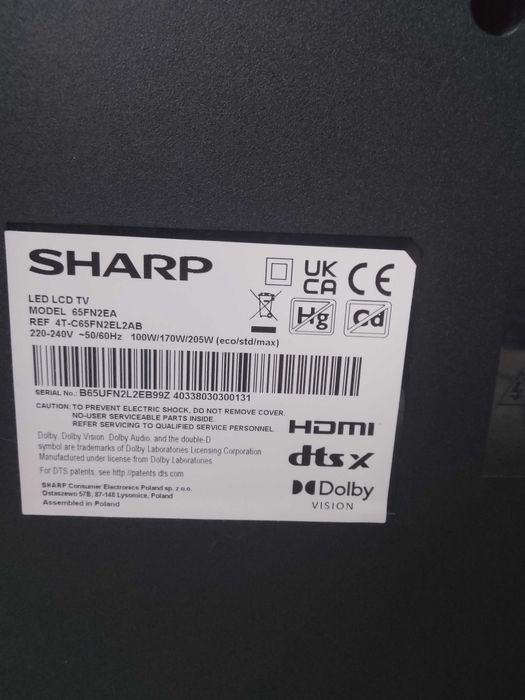 SHARP
UK
CA
CE
LED LCD TV
MODEL 65FN2EA
REF 4T-C65FN2EL2AB
Hg
Cd
220-240V ~50/60Hz 100W/170W/205W (eco/std/max)
SERIAL No.: B65UFN2L2EB99Z 40338030300131
CAUTION: TO PREVENT ELECTRIC SHOCK, DO NOT REMOVE COVER.
NO-USER SERVICEABLE PARTS INSIDE.
REFER SERVICING TO QUALIFIED SERVICE PERSONNEL.
HDMI
Dolby, Dolby Vision, Dolby Audio, and the double-D
symbol are trademarks of Dolby Laboratories Licensing Corporation
Manufactured under license from Dolby Laboratories.
dts X
For DTS patents, see http://patents.dts.com
Dolby
VISION
SHARP Consumer Electronics Poland sp. z o.o.
Ostaszewo 57B, 87-148 Lysomice, Poland
Assembled in Poland